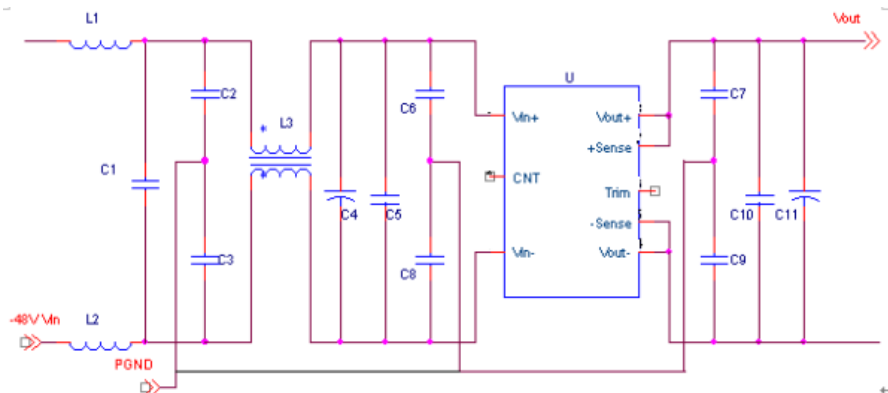 L1
Vout
U
C2
C6
C7
L3
Vin+
Vout+
+Sense
C1
CNT
Trim
C4
C5
C10
C11
-Sense
C3
C8
Vin-
Vout-
C9
-48V Vin
L2
PGND